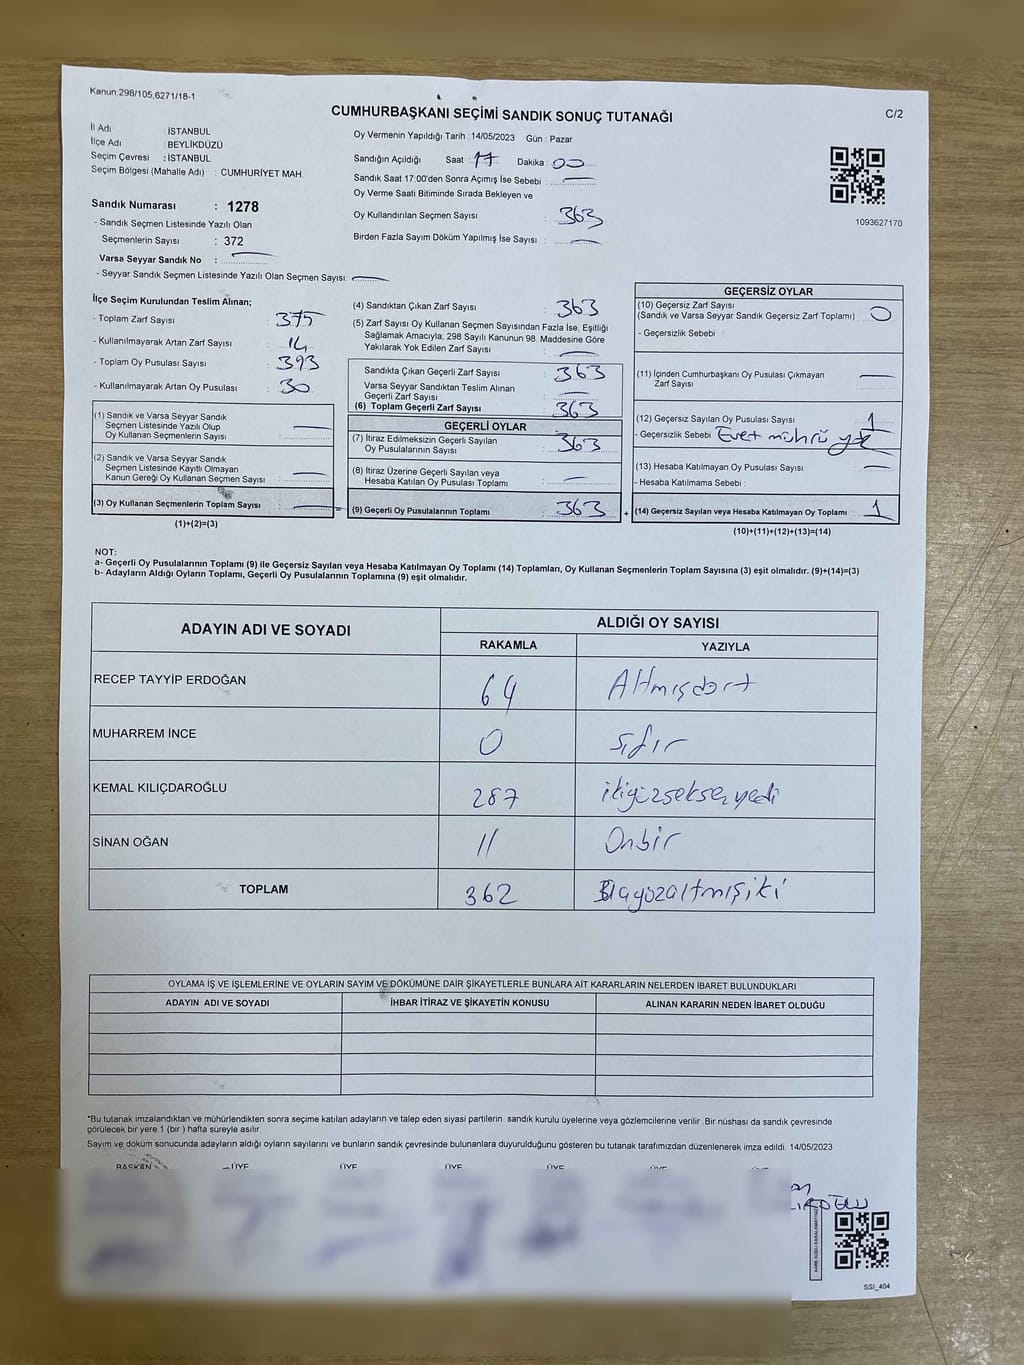 Kanun;298/105;6271/18-1
CUMHURBAŞKANI SEÇİMİ SANDIK SONUÇ TUTANAĞI
C/2
İl Adı : İSTANBUL
İlçe Adı : BEYLİKDÜZÜ
Seçim Çevresi : İSTANBUL
Seçim Bölgesi (Mahalle Adı) : CUMHURİYET MAH.
Sandık Numarası : 1278
- Sandık Seçmen Listesinde Yazılı Olan
Seçmenlerin Sayısı : 372
Varsa Seyyar Sandık No : —
- Seyyar Sandık Seçmen Listesinde Yazılı Olan Seçmen Sayısı: —
Oy Vermenin Yapıldığı Tarih :14/05/2023 Gün : Pazar
Sandığın Açıldığı Saat : 17 Dakika : 00
Sandık Saat 17:00'den Sonra Açımış İse Sebebi : —
Oy Verme Saati Bitiminde Sırada Bekleyen ve
Oy Kullandırılan Seçmen Sayısı : 363
Birden Fazla Sayım Döküm Yapılmış İse Sayısı : —
1093627170
İlçe Seçim Kurulundan Teslim Alınan;
- Toplam Zarf Sayısı : 375
- Kullanılmayarak Artan Zarf Sayısı : 14
- Toplam Oy Pusulası Sayısı : 393
- Kullanılmayarak Artan Oy Pusulası : 30
(1) Sandık ve Varsa Seyyar Sandık
Seçmen Listesinde Yazılı Olup
Oy Kullanan Seçmenlerin Sayısı : —
(2) Sandık ve Varsa Seyyar Sandık
Seçmen Listesinde Kayıtlı Olmayan
Kanun Gereği Oy Kullanan Seçmen Sayısı : —
(3) Oy Kullanan Seçmenlerin Toplam Sayısı : —
(1)+(2)=(3)
(4) Sandıktan Çıkan Zarf Sayısı : 363
(5) Zarf Sayısı Oy Kullanan Seçmen Sayısından Fazla İse, Eşitliği
Sağlamak Amacıyla; 298 Sayılı Kanunun 98. Maddesine Göre
Yakılarak Yok Edilen Zarf Sayısı : —
Sandıkta Çıkan Geçerli Zarf Sayısı : 363
Varsa Seyyar Sandıktan Teslim Alınan
Geçerli Zarf Sayısı : —
(6) Toplam Geçerli Zarf Sayısı : 363
GEÇERLİ OYLAR
(7) İtiraz Edilmeksizin Geçerli Sayılan
Oy Pusulalarının Sayısı : 363
(8) İtiraz Üzerine Geçerli Sayılan veya
Hesaba Katılan Oy Pusulası Toplamı : —
= (9) Geçerli Oy Pusulalarının Toplamı : 363
GEÇERSİZ OYLAR
(10) Geçersiz Zarf Sayısı
(Sandık ve Varsa Seyyar Sandık Geçersiz Zarf Toplamı) : 0
- Geçersizlik Sebebi :
(11) İçinden Cumhurbaşkanı Oy Pusulası Çıkmayan
Zarf Sayısı : —
(12) Geçersiz Sayılan Oy Pusulası Sayısı : 1
- Geçersizlik Sebebi : Evet mührü yok
(13) Hesaba Katılmayan Oy Pusulası Sayısı : —
- Hesaba Katılmama Sebebi :
+ (14) Geçersiz Sayılan veya Hesaba Katılmayan Oy Toplamı : 1
(10)+(11)+(12)+(13)=(14)
NOT:
a- Geçerli Oy Pusulalarının Toplamı (9) ile Geçersiz Sayılan veya Hesaba Katılmayan Oy Toplamı (14) Toplamları, Oy Kullanan Seçmenlerin Toplam Sayısına (3) eşit olmalıdır. (9)+(14)=(3)
b- Adayların Aldığı Oyların Toplamı, Geçerli Oy Pusulalarının Toplamına (9) eşit olmalıdır.
ADAYIN ADI VE SOYADI
ALDIĞI OY SAYISI
RAKAMLA YAZIYLA
RECEP TAYYİP ERDOĞAN 64 Altmışdört
MUHARREM İNCE 0 Sıfır
KEMAL KILIÇDAROĞLU 287 ikiyüzseksenyedi
SİNAN OĞAN 11 Onbir
TOPLAM 362
OYLAMA İŞ VE İŞLEMLERİNE VE OYLARIN SAYIM VE DÖKÜMÜNE DAİR ŞİKAYETLERLE BUNLARA AİT KARARLARIN NELERDEN İBARET BULUNDUKLARI
ADAYIN ADI VE SOYADI İHBAR İTİRAZ VE ŞİKAYETİN KONUSU ALINAN KARARIN NEDEN İBARET OLDUĞU
*Bu tutanak imzalandıktan ve mühürlendikten sonra seçime katılan adayların ve talep eden siyasi partilerin sandık kurulu üyelerine veya gözlemcilerine verilir .Bir nüshası da sandık çevresinde
görülecek bir yere 1 (bir ) hafta süreyle asılır.
Sayım ve döküm sonucunda adayların aldığı oyların sayılarını ve bunların sandık çevresinde bulunanlara duyurulduğunu gösteren bu tutanak tarafımızdan düzenlenerek imza edildi. 14/05/2023
BAŞKAN ÜYE ÜYE ÜYE ÜYE ÜYE ÜYE
SSI_404